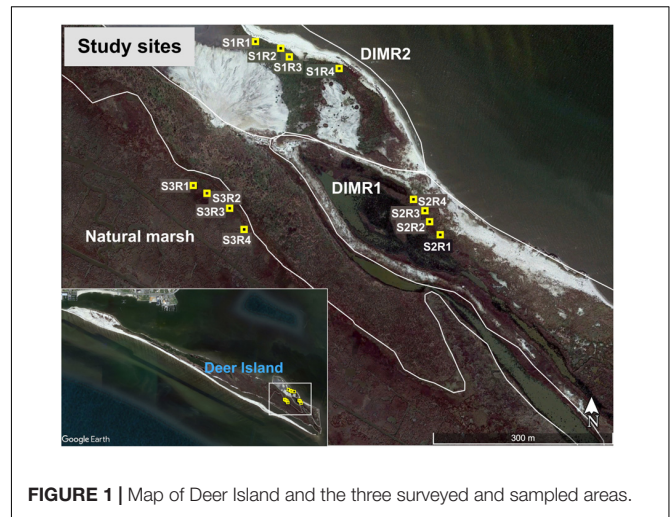 Study sites
S1R1
S1R2
S1R3
S1R4
DIMR2
DIMR1
S3R1
S3R2
S3R3
S3R4
S2R4
S2R3
S2R2
S2R1
Natural marsh
Deer Island
Google Earth
300 m
N
FIGURE 1 | Map of Deer Island and the three surveyed and sampled areas.